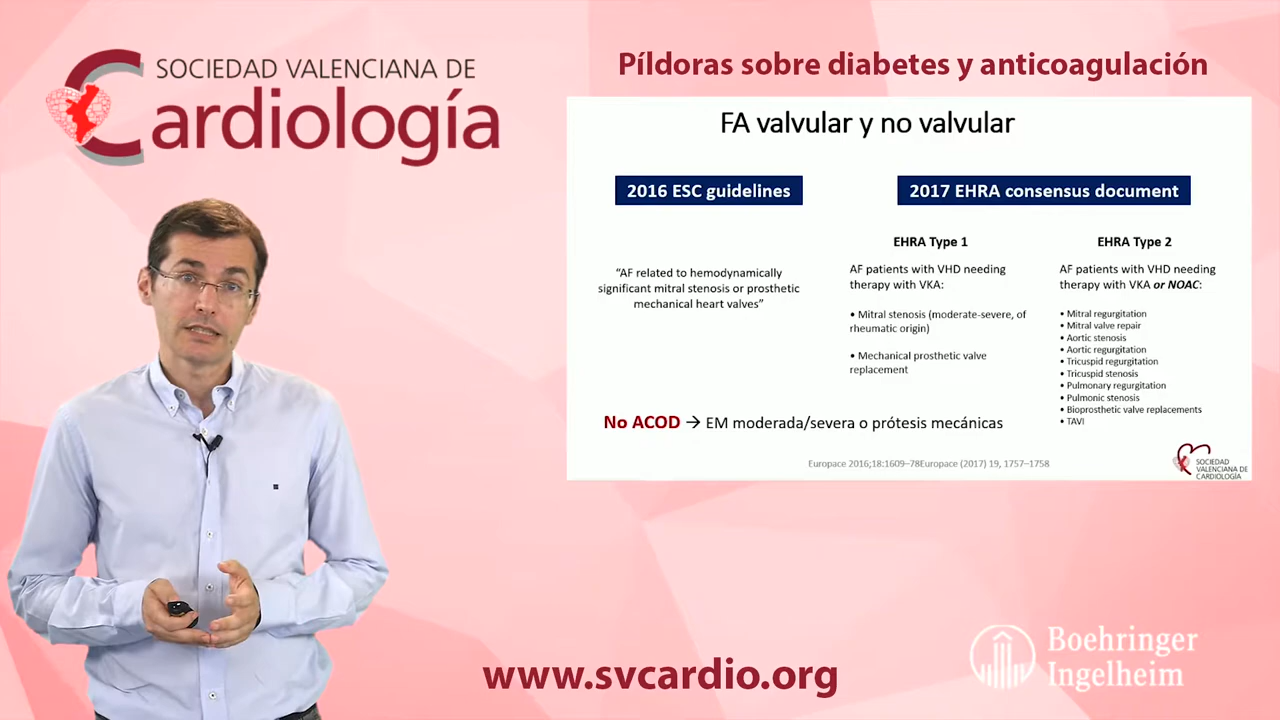 SOCIEDAD VALENCIANA DE
Cardiología
Píldoras sobre diabetes y anticoagulación
FA valvular y no valvular
2016 ESC guidelines
“AF related to hemodynamically
significant mitral stenosis or prosthetic
mechanical heart valves”
2017 EHRA consensus document
EHRA Type 1
AF patients with VHD needing
therapy with VKA:
• Mitral stenosis (moderate-severe, of
rheumatic origin)
• Mechanical prosthetic valve
replacement
EHRA Type 2
AF patients with VHD needing
therapy with VKA or NOAC:
• Mitral regurgitation
• Mitral valve repair
• Aortic stenosis
• Aortic regurgitation
• Tricuspid regurgitation
• Tricuspid stenosis
• Pulmonary regurgitation
• Pulmonic stenosis
• Bioprosthetic valve replacements
• TAVI
No ACOD → EM moderada/severa o prótesis mecánicas
Europace 2016;18:1609–78Europace (2017) 19, 1757–1758
SOCIEDAD
VALENCIANA DE
CARDIOLOGÍA
www.svcardio.org
Boehringer
Ingelheim